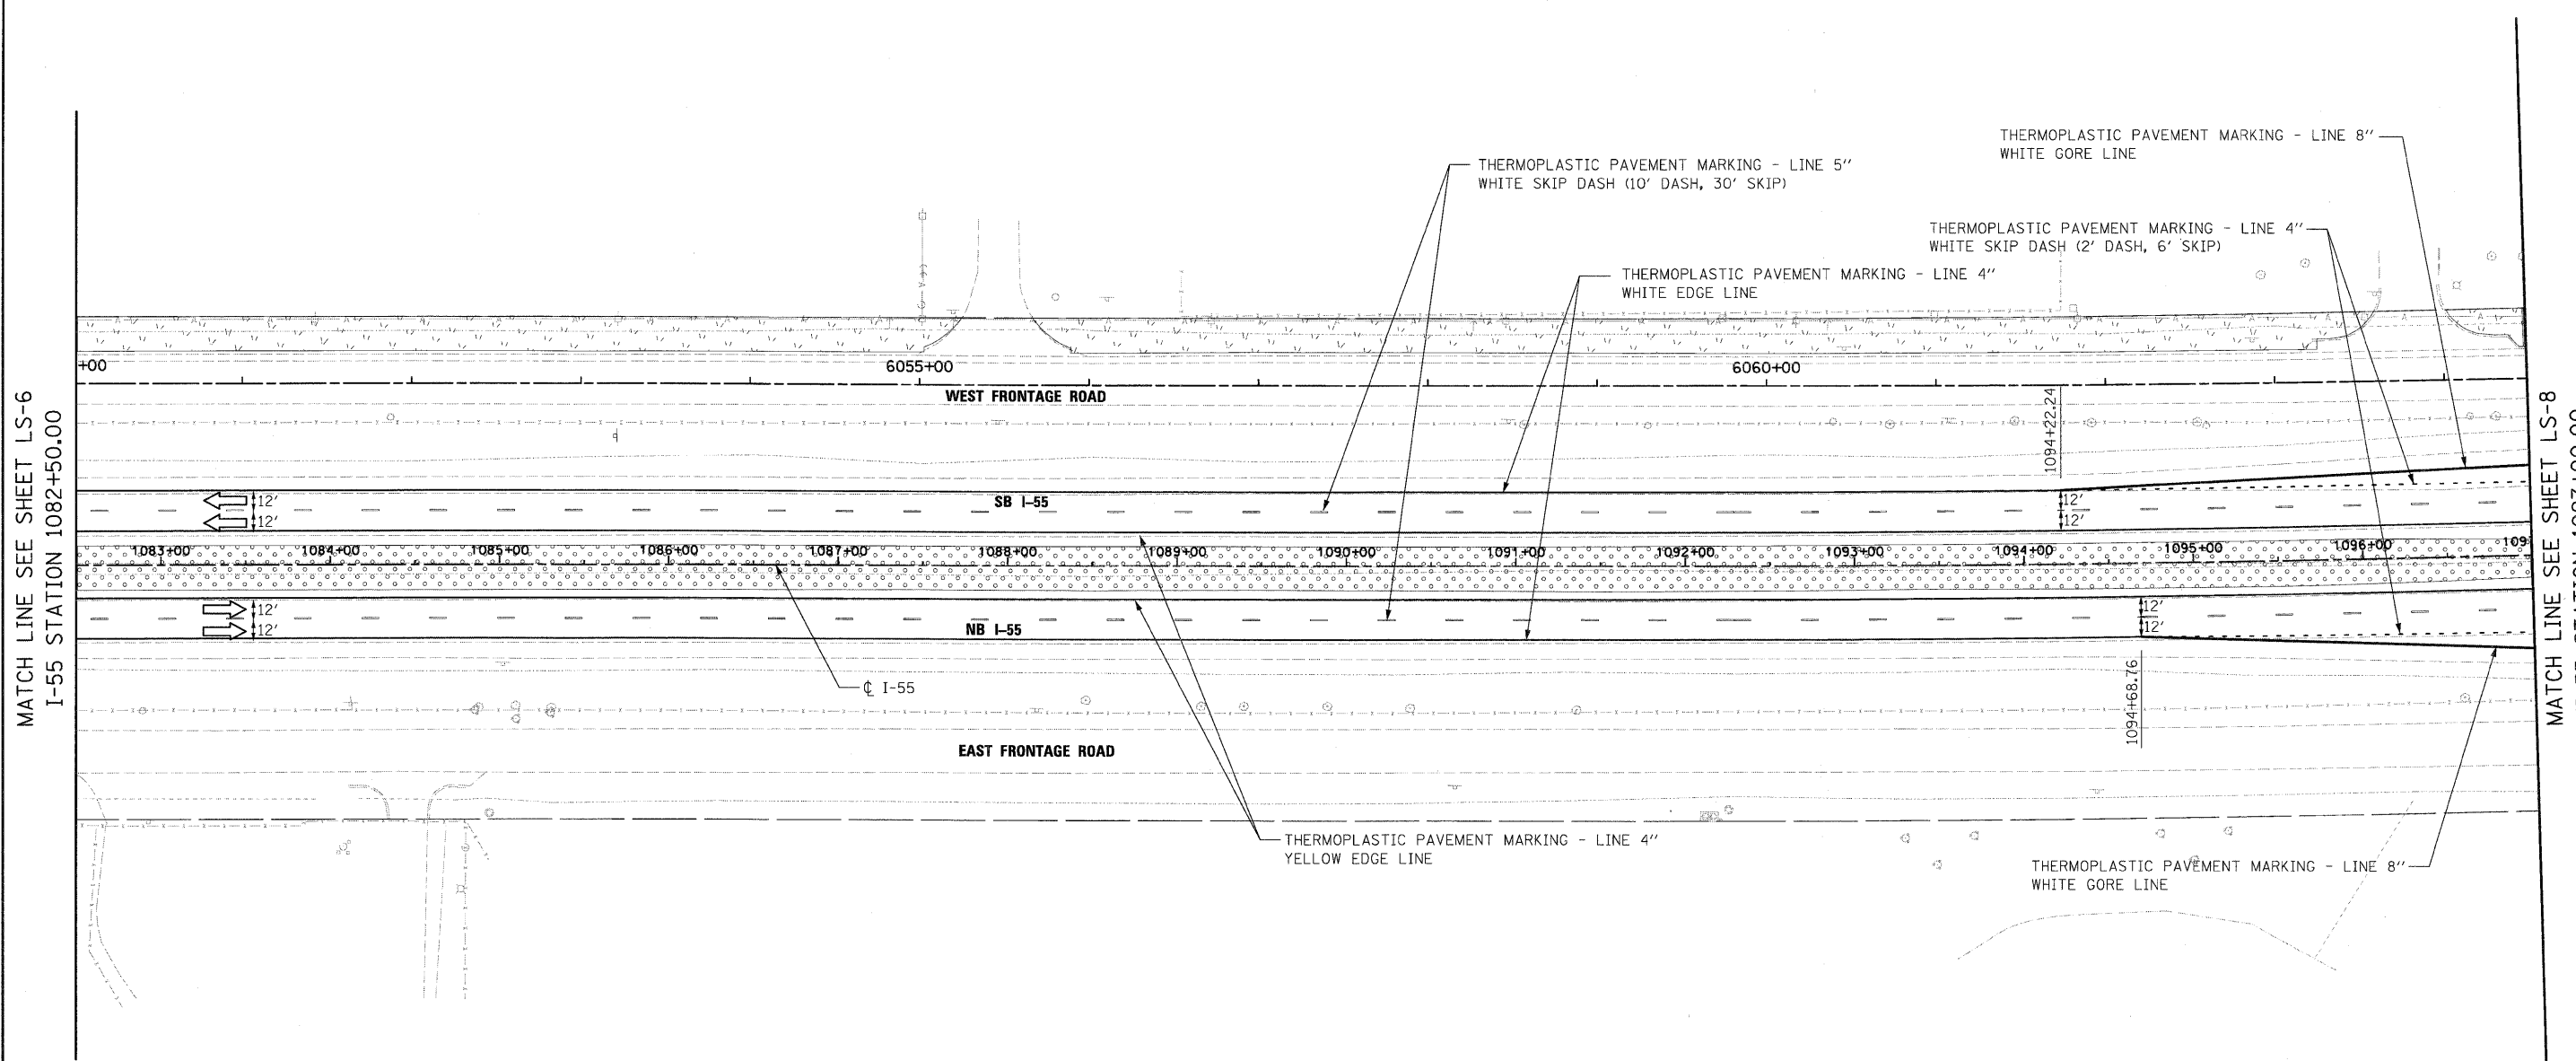 THERMOPLASTIC PAVEMENT MARKING - LINE 8"
WHITE GORE LINE
THERMOPLASTIC PAVEMENT MARKING - LINE 5"
WHITE SKIP DASH (10' DASH, 30' SKIP)
THERMOPLASTIC PAVEMENT MARKING - LINE 4"
WHITE SKIP DASH (2' DASH, 6' SKIP)
THERMOPLASTIC PAVEMENT MARKING - LINE 4"
WHITE EDGE LINE
+00
6055+00
6060+00
WEST FRONTAGE ROAD
1094+22.24
MATCH LINE SEE SHEET LS-6
I-55 STATION 1082+50.00
MATCH LINE SEE SHEET LS-8
12'
12'
SB I-55
12'
12'
1083+00
1084+00
1085+00
1086+00
1087+00
1088+00
1089+00
1090+00
1091+00
1092+00
1093+00
1094+00
1095+00
1096+00
109
12'
12'
NB I-55
12'
12'
1094+68.76
℄ I-55
EAST FRONTAGE ROAD
THERMOPLASTIC PAVEMENT MARKING - LINE 4"
YELLOW EDGE LINE
THERMOPLASTIC PAVEMENT MARKING - LINE 8"
WHITE GORE LINE